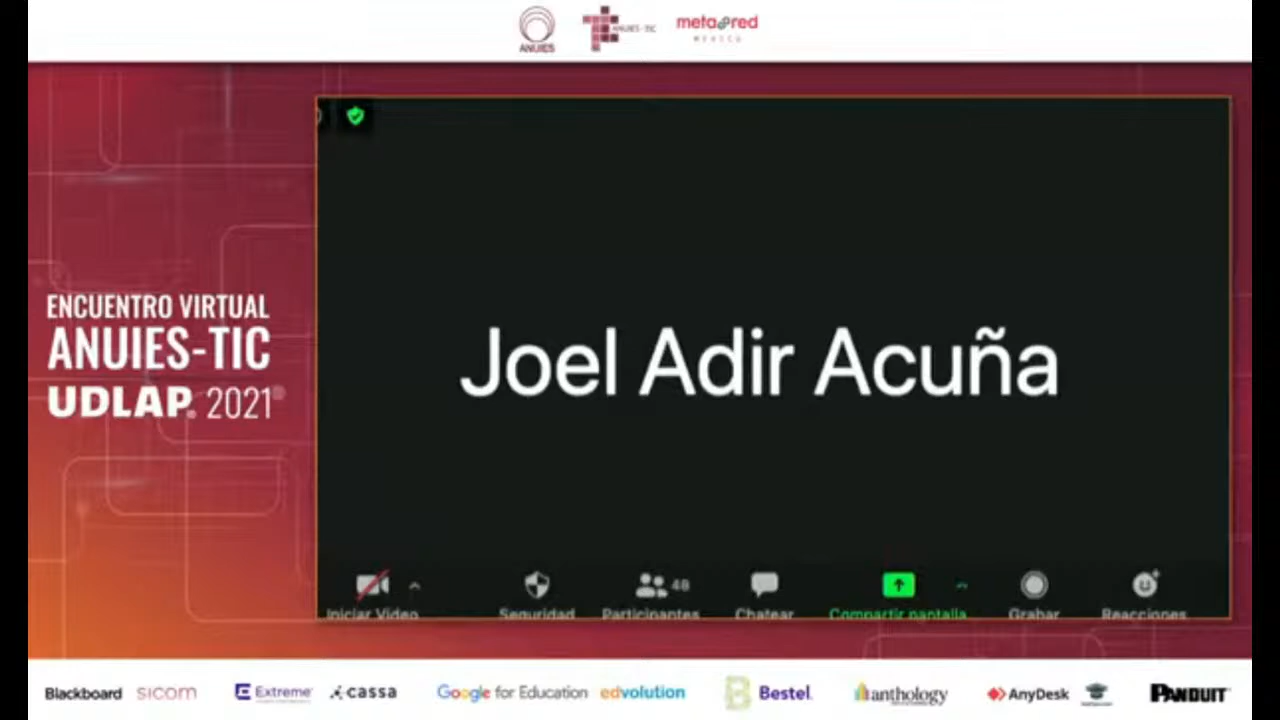 ANUIES
ANUIES-TIC
metared
MÉXICO
ENCUENTRO VIRTUAL
ANUIES-TIC
UDLAP® 2021
Joel Adir Acuña
48
Iniciar Video
Seguridad
Participantes
Chatear
Compartir pantalla
Grabar
Reacciones
Blackboard sicom Extreme cassa Google for Education edvolution Bestel anthology AnyDesk PANDUIT